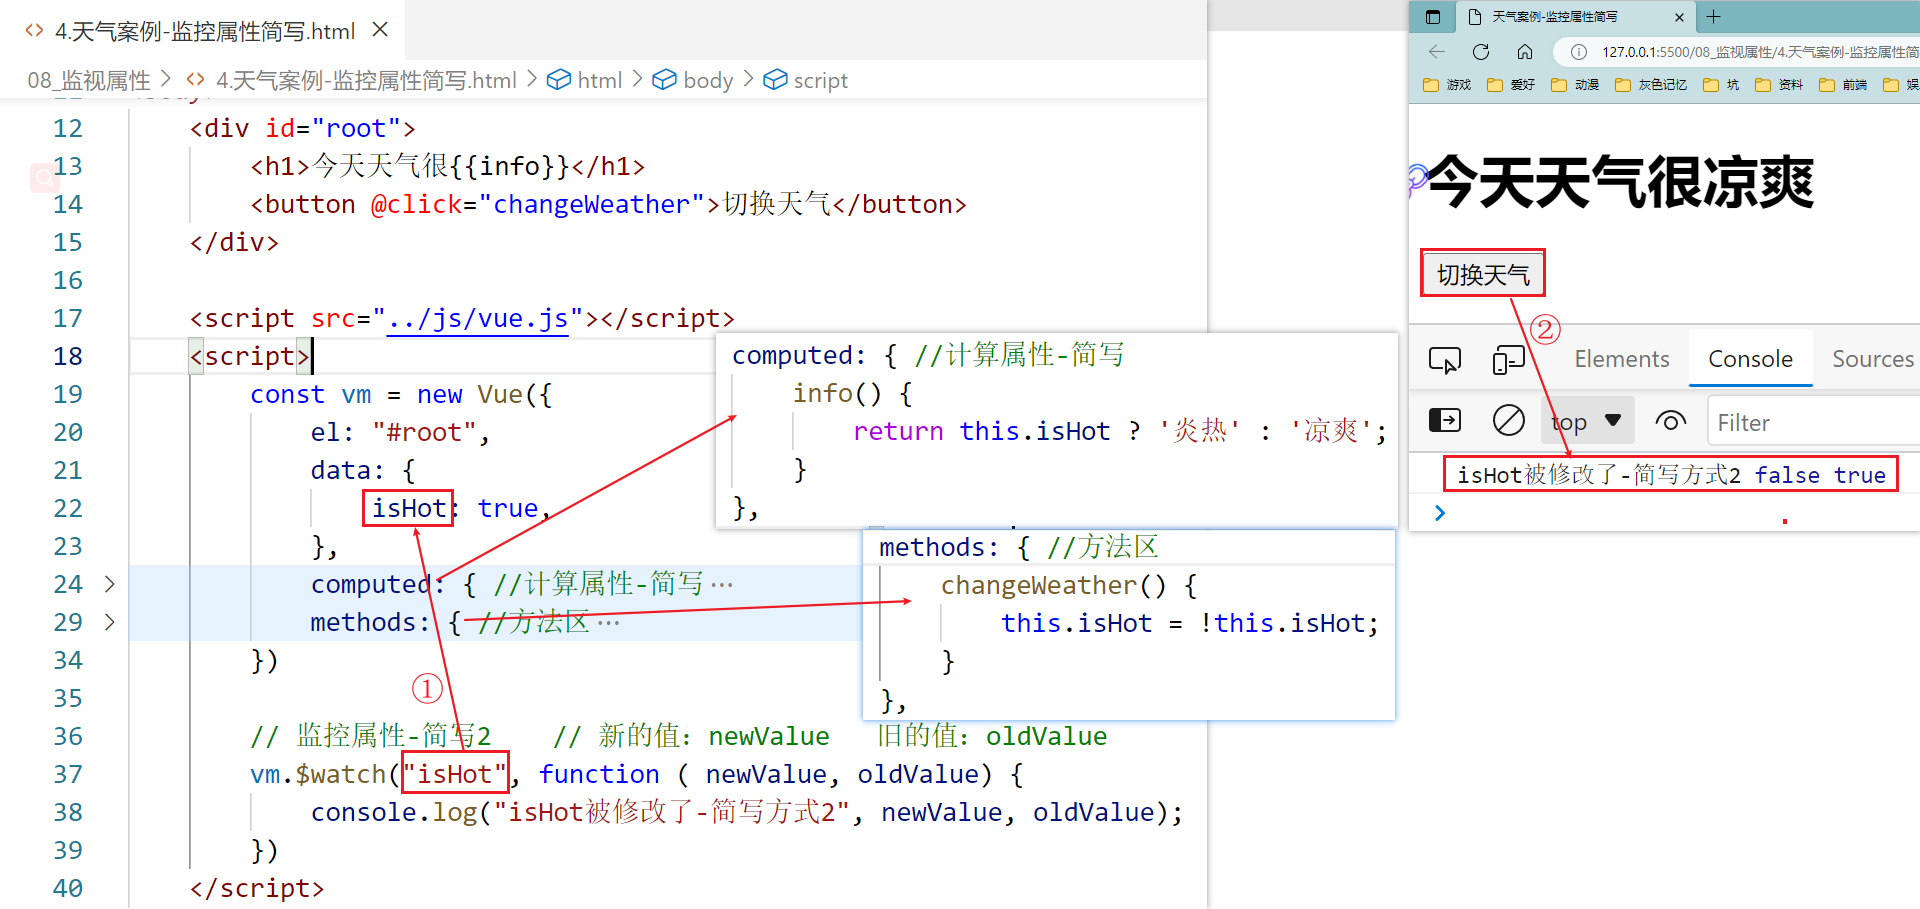 4.天气案例-监控属性简写.html
08_监视属性 > 4.天气案例-监控属性简写.html > html > body > script
12 <div id="root">
13 <h1>今天天气很{{info}}</h1>
14 <button @click="changeWeather">切换天气</button>
15 </div>
16
17 <script src="../js/vue.js"></script>
18 <script>
19 const vm = new Vue({
20 el: "#root",
21 data: {
22 isHot: true,
23 },
24 computed: { //计算属性-简写…
29 methods: { //方法区…
34 })
35
①
36 // 监控属性-简写2 // 新的值：newValue 旧的值：oldValue
37 vm.$watch("isHot", function ( newValue, oldValue) {
38 console.log("isHot被修改了-简写方式2", newValue, oldValue);
39 })
40 </script>
computed: { //计算属性-简写
info() {
return this.isHot ? '炎热' : '凉爽';
}
},
methods: { //方法区
changeWeather() {
this.isHot = !this.isHot;
}
},
天气案例-监控属性简写
127.0.0.1:5500/08_监视属性/4.天气案例-监控属性简
游戏 爱好 动漫 灰色记忆 坑 资料 前端 娱
今天天气很凉爽
切换天气
②
Elements Console Sources
top Filter
isHot被修改了-简写方式2 false true